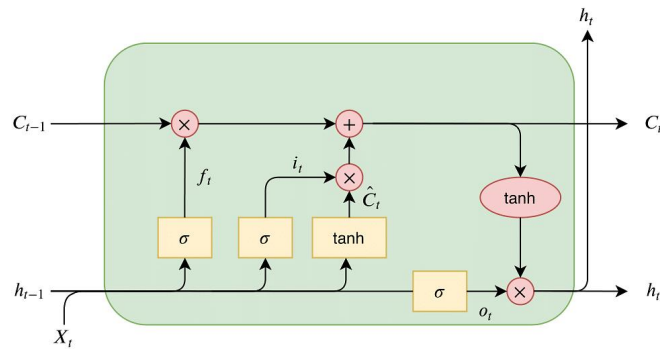 h_t
C_{t-1} × + C_t
f_t i_t × Ĉ_t tanh
σ σ tanh
h_{t-1} σ o_t × h_t
X_t